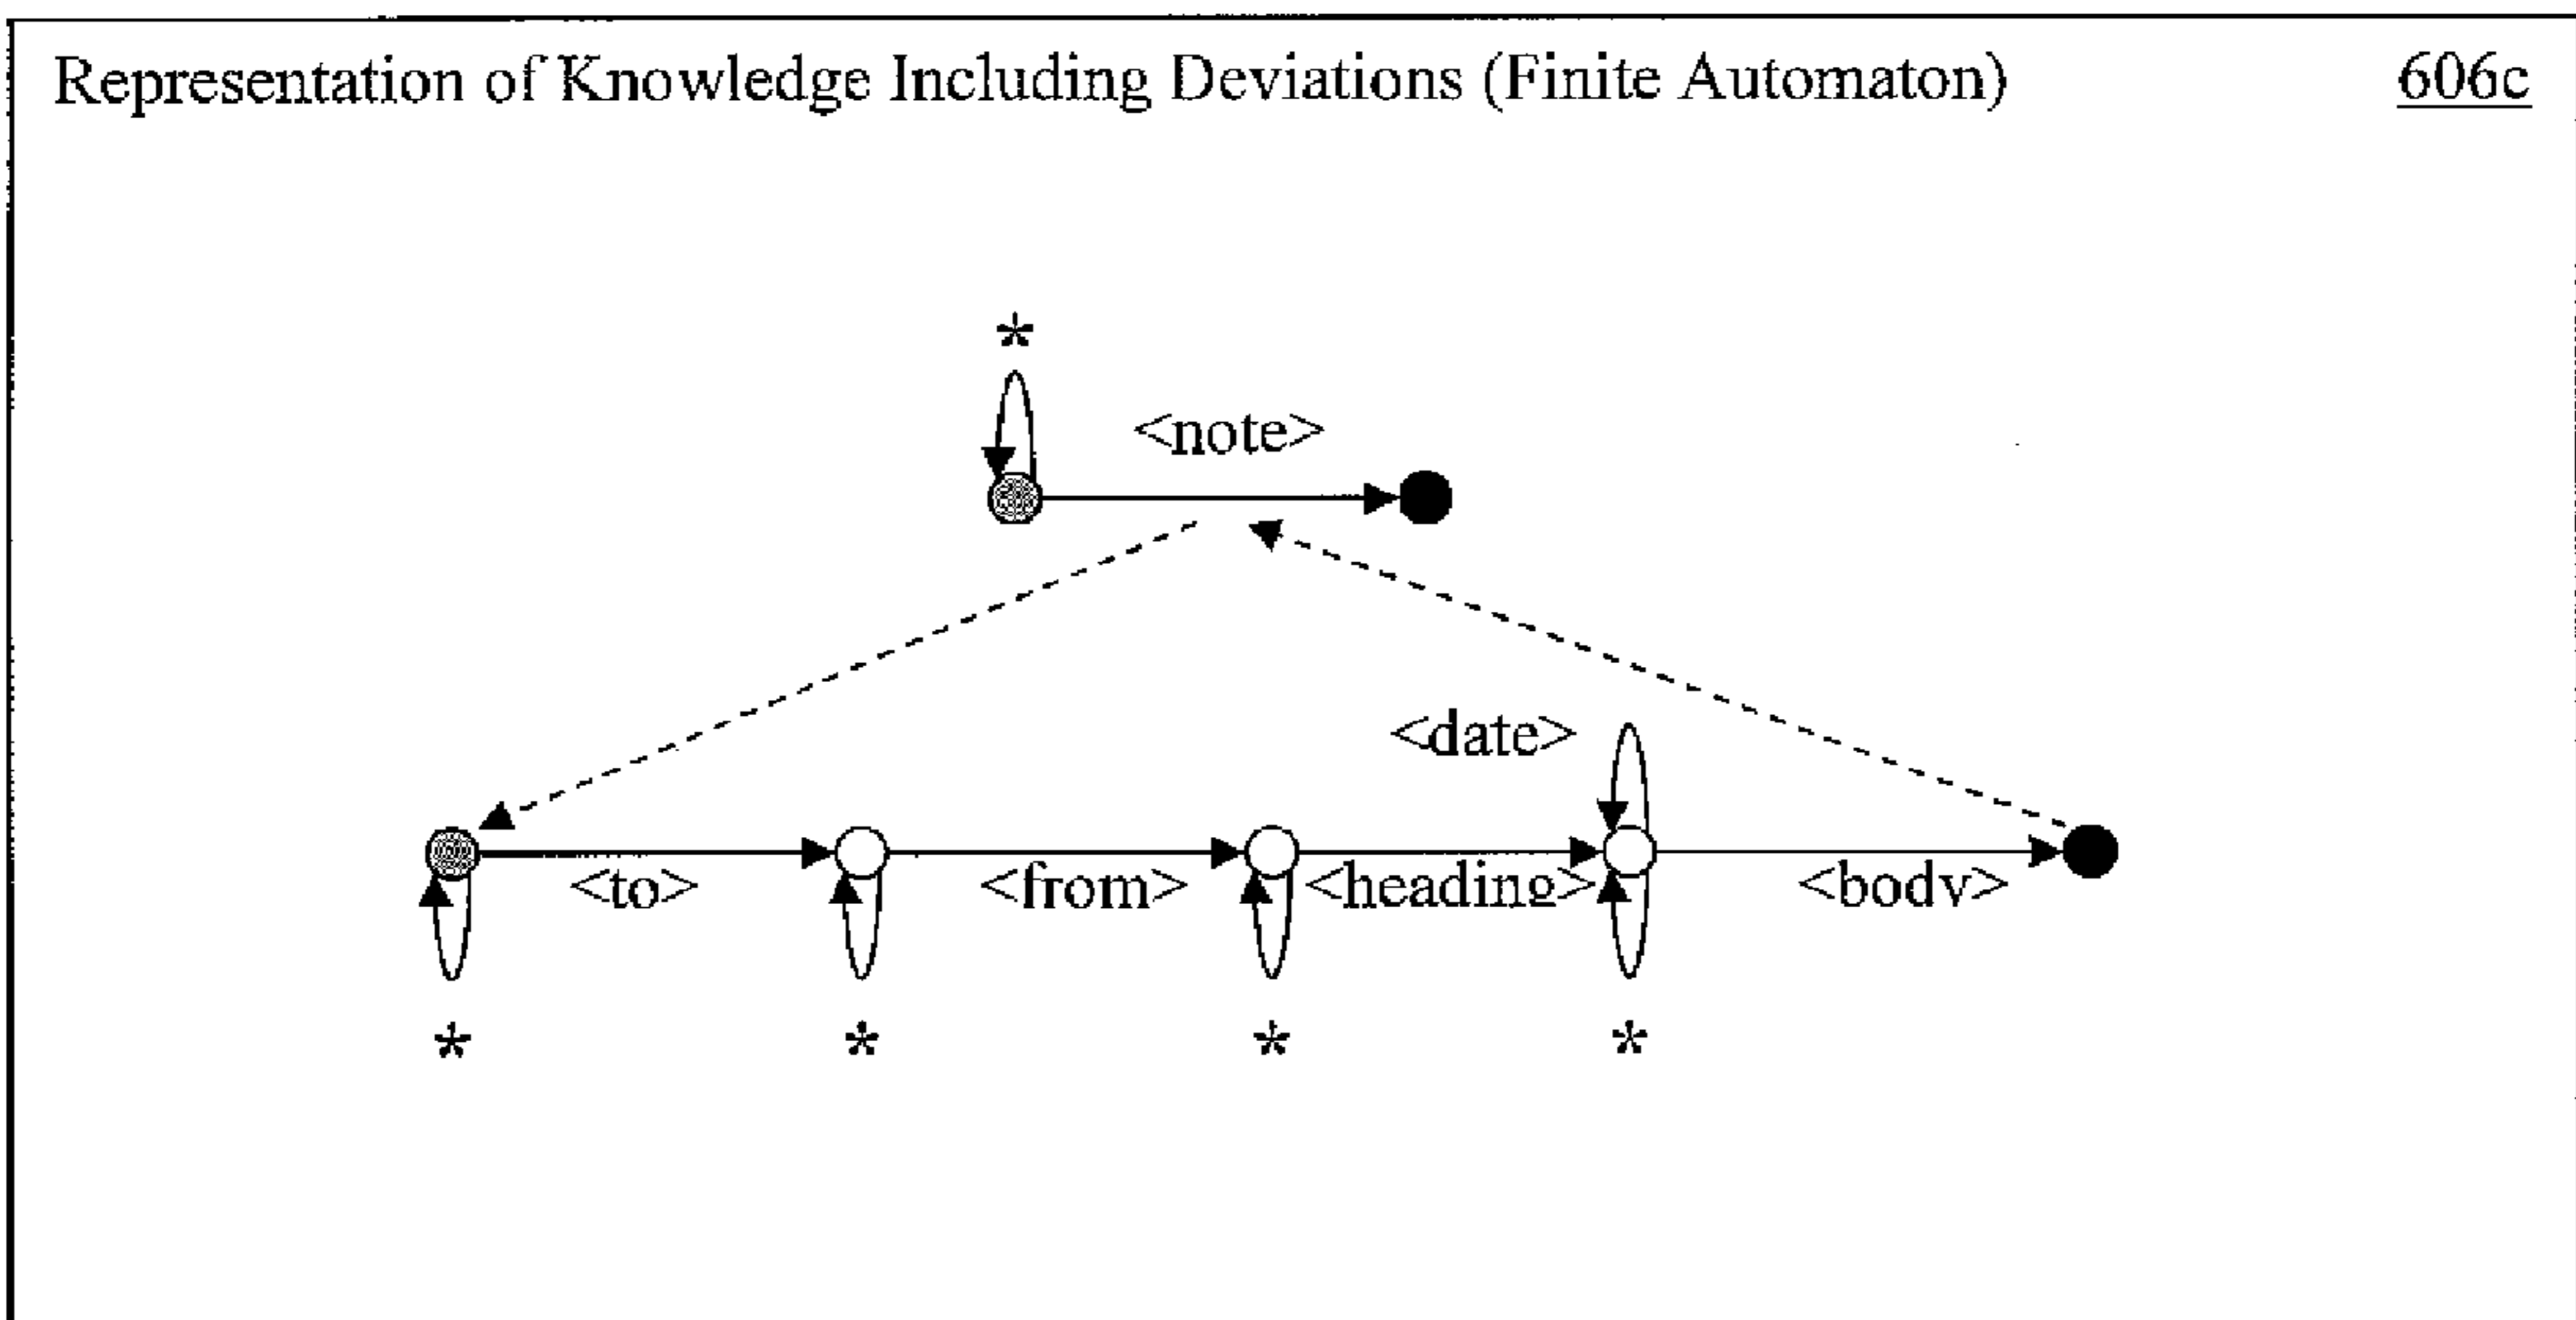 Representation of Knowledge Including Deviations (Finite Automaton) 606c
*
<note>
<date>
<to> <from> <heading> <body>
* * * *